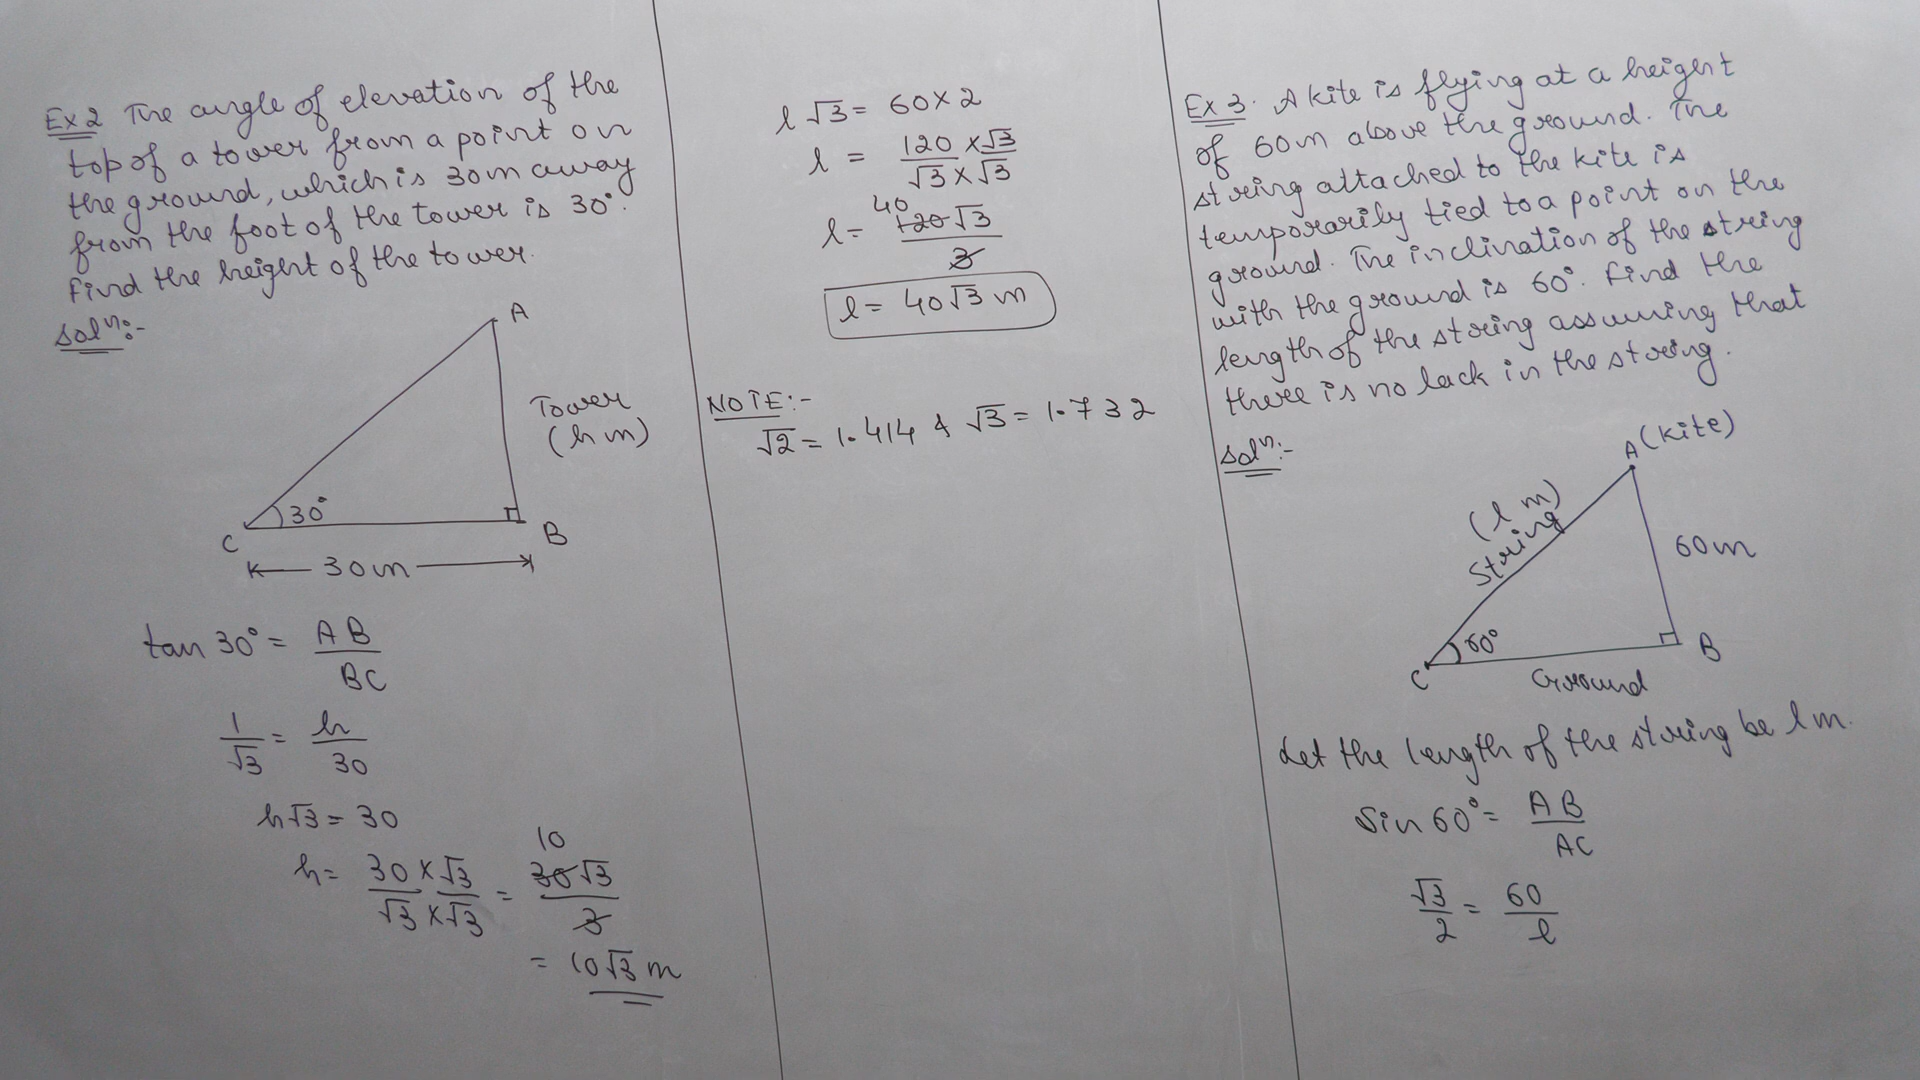 Ex 2 The angle of elevation of the
top of a tower from a point on
the ground, which is 30m away
from the foot of the tower is 30°.
Find the height of the tower.
Solⁿ:-
A
Tower
(h m)
30°
C
B
30m
tan 30° = AB/BC
1/√3 = h/30
h√3 = 30
h = 30×√3/√3×√3 = 30√3/3
10
= 10√3 m
l√3 = 60×2
l = 120×√3/√3×√3
40
l = 120√3/3
l = 40√3 m
NOTE:-
√2 = 1.414 & √3 = 1.732
Ex 3. A kite is flying at a height
of 60m above the ground. The
string attached to the kite is
temporarily tied to a point on the
ground. The inclination of the string
with the ground is 60°. Find the
length of the string assuming that
there is no lack in the string.
Solⁿ:-
A (Kite)
(l m)
String
60m
60°
C
B
Ground
Let the length of the string be l m.
Sin 60° = AB/AC
√3/2 = 60/l